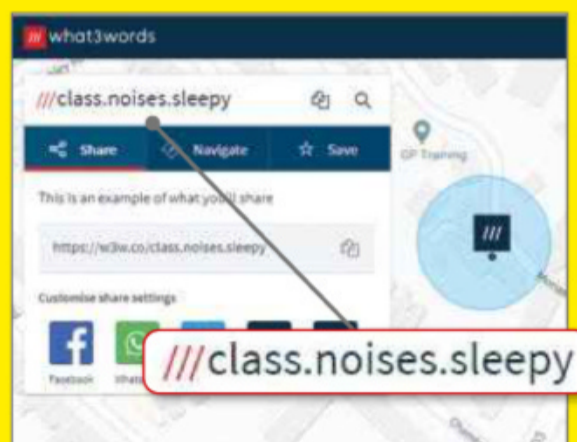 /// what3words
///class.noises.sleepy
Share Navigate Save
GP Training
This is an example of what you'll share
https://w3w.co/class.noises.sleepy
Customise share settings
///
Facebook
///class.noises.sleepy